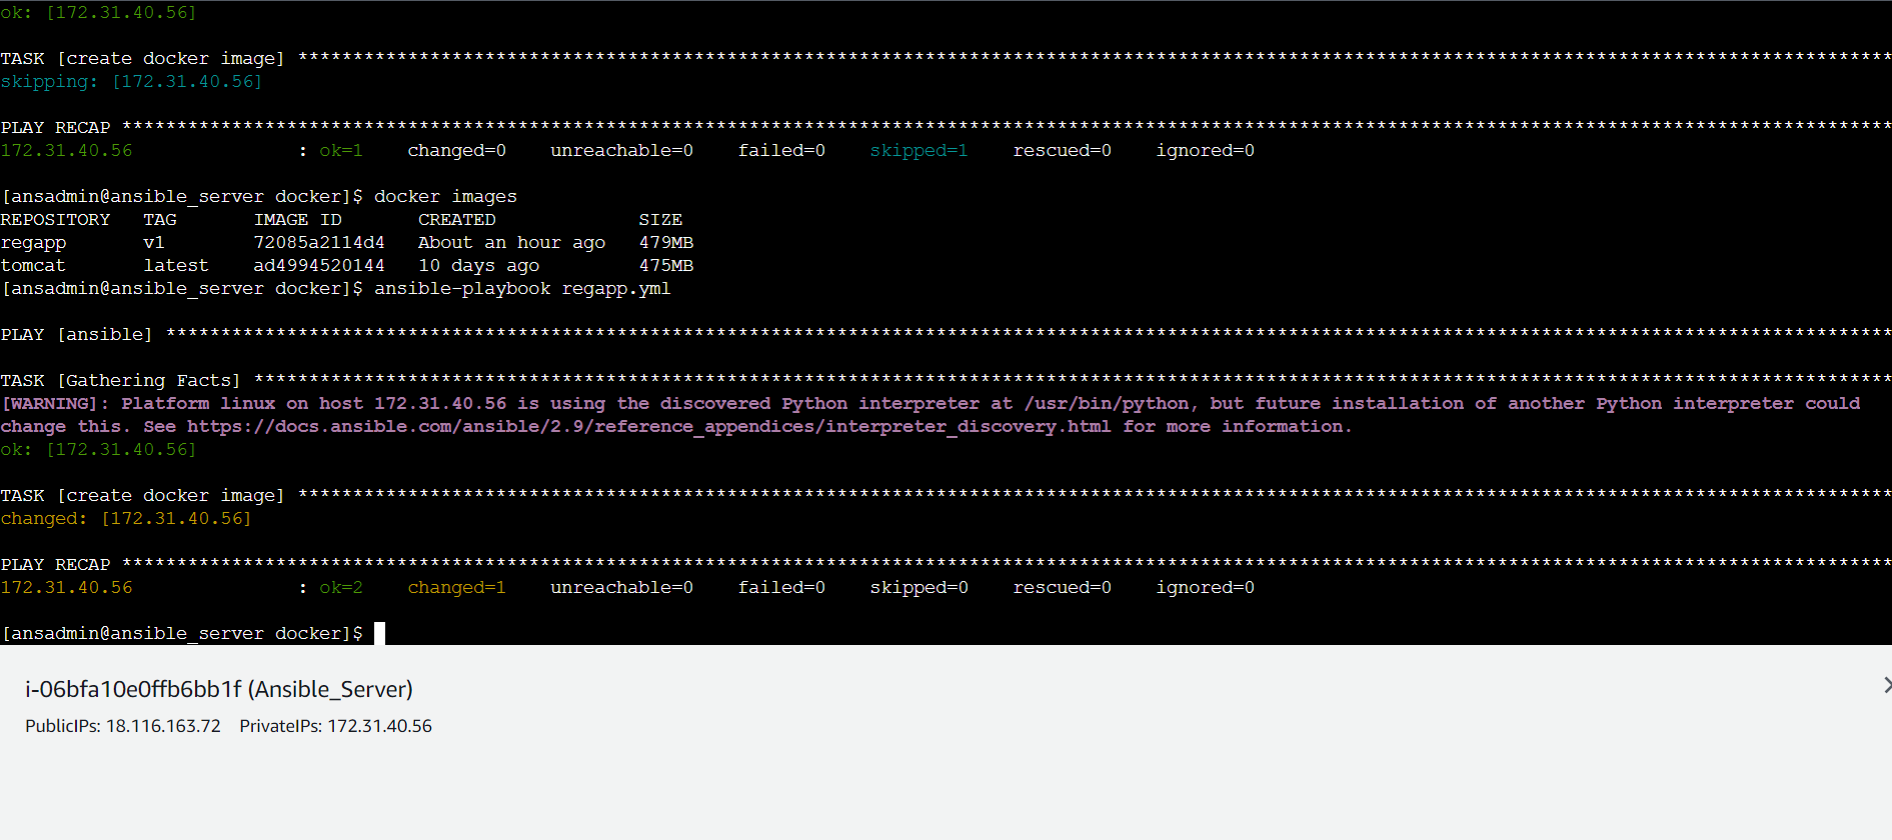 ok: [172.31.40.56]
TASK [create docker image] *************************************************************************************************************************************************
skipping: [172.31.40.56]
PLAY RECAP *****************************************************************************************************************************************************************
172.31.40.56               : ok=1    changed=0    unreachable=0    failed=0    skipped=1    rescued=0    ignored=0
[ansadmin@ansible_server docker]$ docker images
REPOSITORY   TAG       IMAGE ID       CREATED             SIZE
regapp       v1        72085a2114d4   About an hour ago   479MB
tomcat       latest    ad4994520144   10 days ago         475MB
[ansadmin@ansible_server docker]$ ansible-playbook regapp.yml
PLAY [ansible] *************************************************************************************************************************************************************
TASK [Gathering Facts] *****************************************************************************************************************************************************
[WARNING]: Platform linux on host 172.31.40.56 is using the discovered Python interpreter at /usr/bin/python, but future installation of another Python interpreter could
change this. See https://docs.ansible.com/ansible/2.9/reference_appendices/interpreter_discovery.html for more information.
ok: [172.31.40.56]
TASK [create docker image] *************************************************************************************************************************************************
changed: [172.31.40.56]
PLAY RECAP *****************************************************************************************************************************************************************
172.31.40.56               : ok=2    changed=1    unreachable=0    failed=0    skipped=0    rescued=0    ignored=0
[ansadmin@ansible_server docker]$
i-06bfa10e0ffb6bb1f (Ansible_Server)
PublicIPs: 18.116.163.72    PrivateIPs: 172.31.40.56